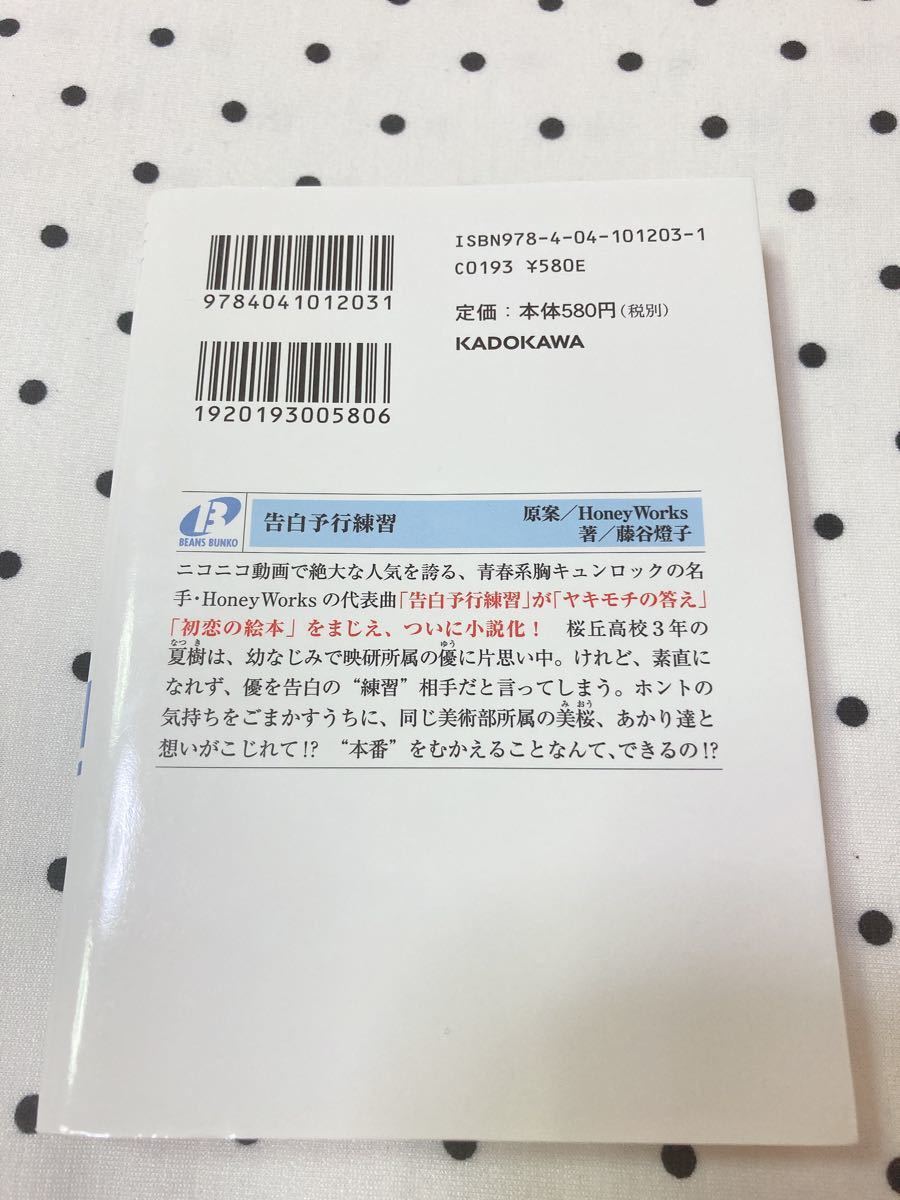 ISBN978-4-04-101203-1
C0193 ¥580E
定価：本体580円（税別）
KADOKAWA
9784041012031
1920193005806
B
BEANS BUNKO
告白予行練習
原案／HoneyWorks
著／藤谷燈子
ニコニコ動画で絶大な人気を誇る、青春系胸キュンロックの名
手・HoneyWorks の代表曲「告白予行練習」が「ヤキモチの答え」
「初恋の絵本」をまじえ、ついに小説化！　桜丘高校３年の
なつき　ゆう
夏樹は、幼なじみで映研所属の優に片思い中。けれど、素直に
なれず、優を告白の“練習”相手だと言ってしまう。ホントの
みおう
気持ちをごまかすうちに、同じ美術部所属の美桜、あかり達と
想いがこじれて!?　“本番”をむかえることなんて、できるの!?